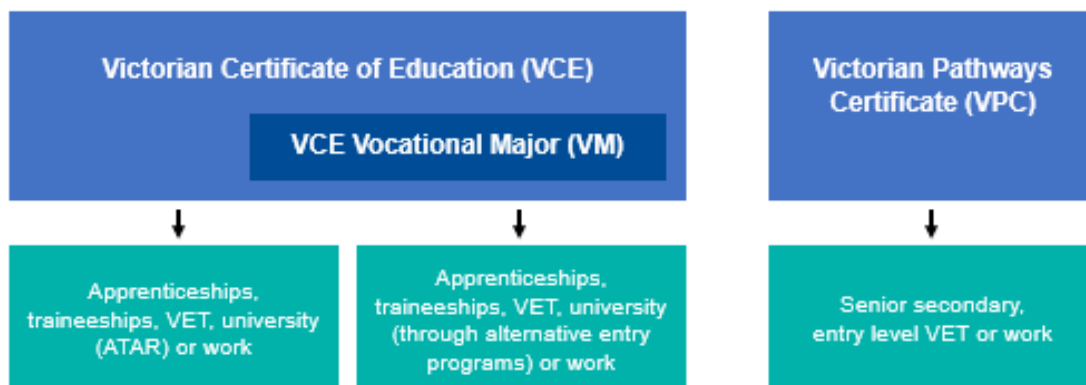 Victorian Certificate of Education (VCE)
VCE Vocational Major (VM)
Victorian Pathways
Certificate (VPC)
Apprenticeships,
traineeships, VET, university
(ATAR) or work
Apprenticeships,
traineeships, VET, university
(through alternative entry
programs) or work
Senior secondary,
entry level VET or work